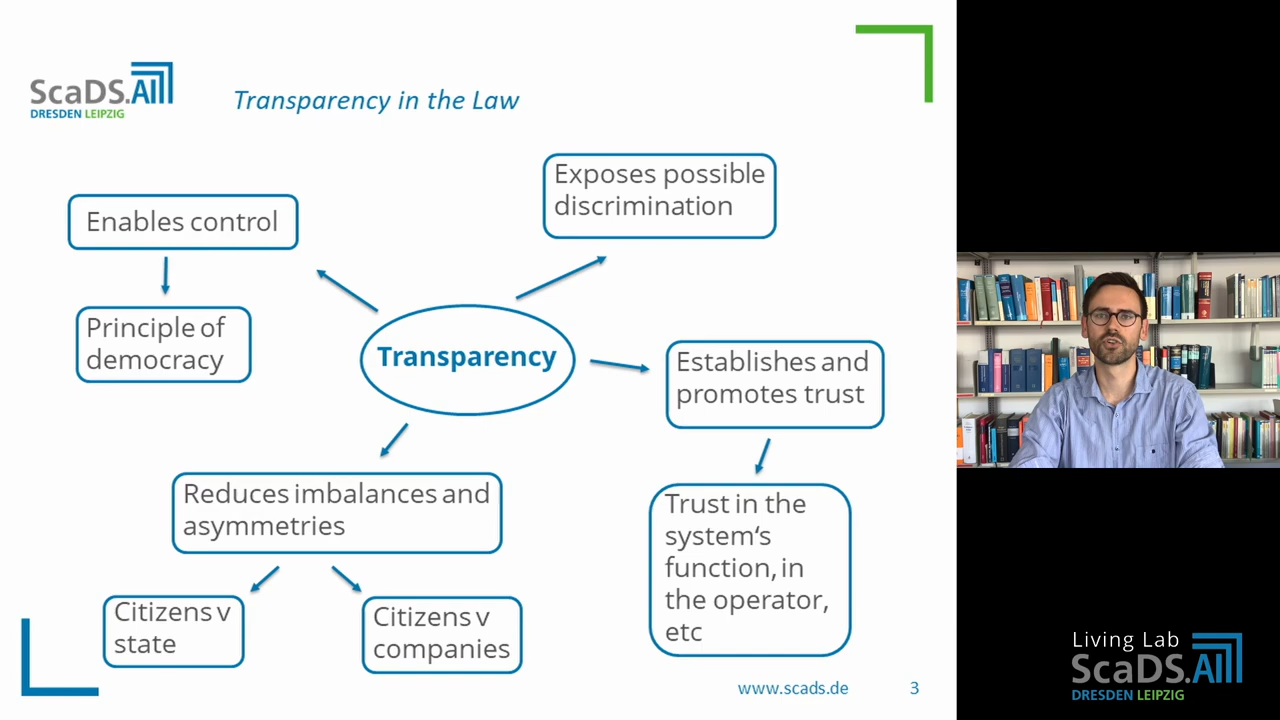 ScaDS.AI
DRESDEN LEIPZIG
Transparency in the Law
Exposes possible
discrimination
Enables control
Principle of
democracy
Transparency
Establishes and
promotes trust
Reduces imbalances and
asymmetries
Trust in the
system‘s
function, in
the operator,
etc
Citizens v
state
Citizens v
companies
www.scads.de
3
Living Lab
ScaDS.AI
DRESDEN LEIPZIG